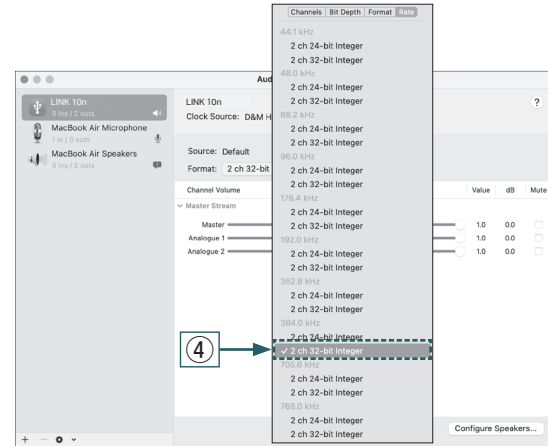 Channels Bit Depth Format Rate
44.1 kHz
2 ch 24-bit Integer
2 ch 32-bit Integer
48.0 kHz
2 ch 24-bit Integer
2 ch 32-bit Integer
88.2 kHz
2 ch 24-bit Integer
2 ch 32-bit Integer
96.0 kHz
2 ch 24-bit Integer
2 ch 32-bit Integer
176.4 kHz
2 ch 24-bit Integer
2 ch 32-bit Integer
192.0 kHz
2 ch 24-bit Integer
2 ch 32-bit Integer
352.8 kHz
2 ch 24-bit Integer
2 ch 32-bit Integer
384.0 kHz
2 ch 24-bit Integer
✓ 2 ch 32-bit Integer
705.6 kHz
2 ch 24-bit Integer
2 ch 32-bit Integer
768.0 kHz
2 ch 24-bit Integer
2 ch 32-bit Integer
Aud
LINK 10n
0 ins / 2 outs
MacBook Air Microphone
1 in / 0 outs
MacBook Air Speakers
0 ins / 2 outs
LINK 10n
?
Clock Source: D&M H
Source: Default
Format: 2 ch 32-bit
Channel Volume Value dB Mute
Master Stream
Master 1.0 0.0
Analogue 1 1.0 0.0
Analogue 2 1.0 0.0
④
Configure Speakers...